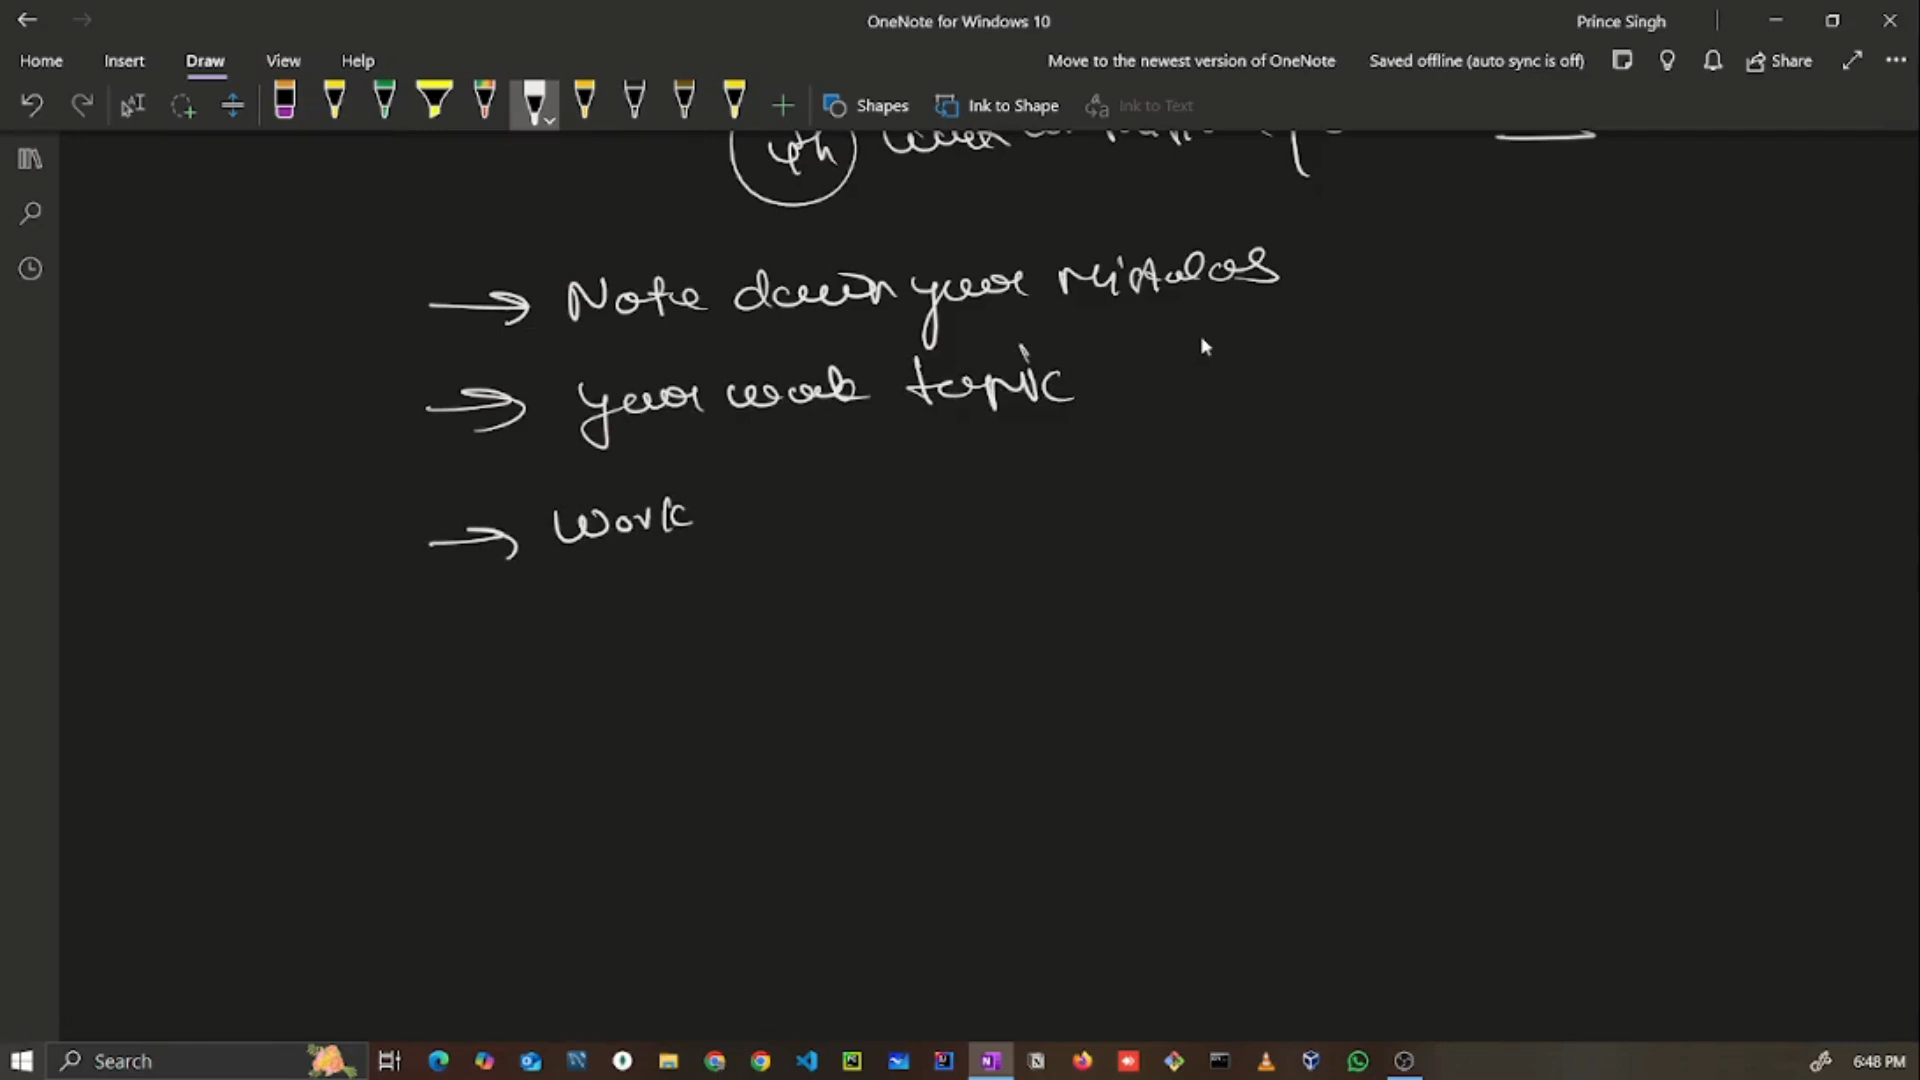 OneNote for Windows 10 Prince Singh
Home Insert Draw View Help Move to the newest version of OneNote Saved offline (auto sync is off) Share
Shapes Ink to Shape Ink to Text
4th
→ Note down your mistakes
→ your weak topic
→ Work
Search 6:48 PM